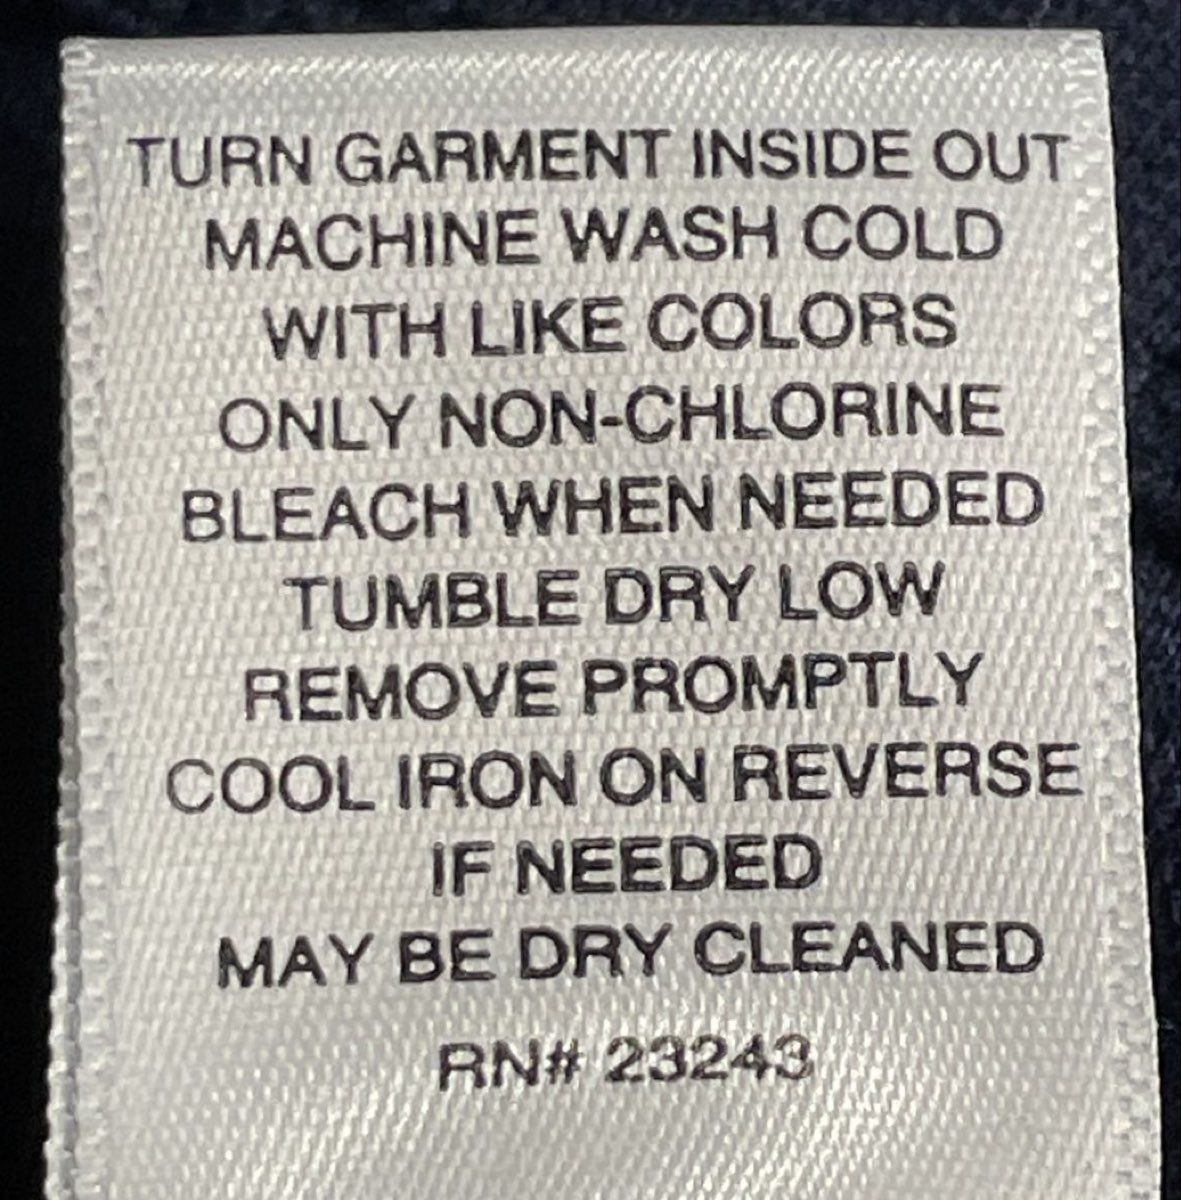 TURN GARMENT INSIDE OUT
MACHINE WASH COLD
WITH LIKE COLORS
ONLY NON-CHLORINE
BLEACH WHEN NEEDED
TUMBLE DRY LOW
REMOVE PROMPTLY
COOL IRON ON REVERSE
IF NEEDED
MAY BE DRY CLEANED
RN# 23243